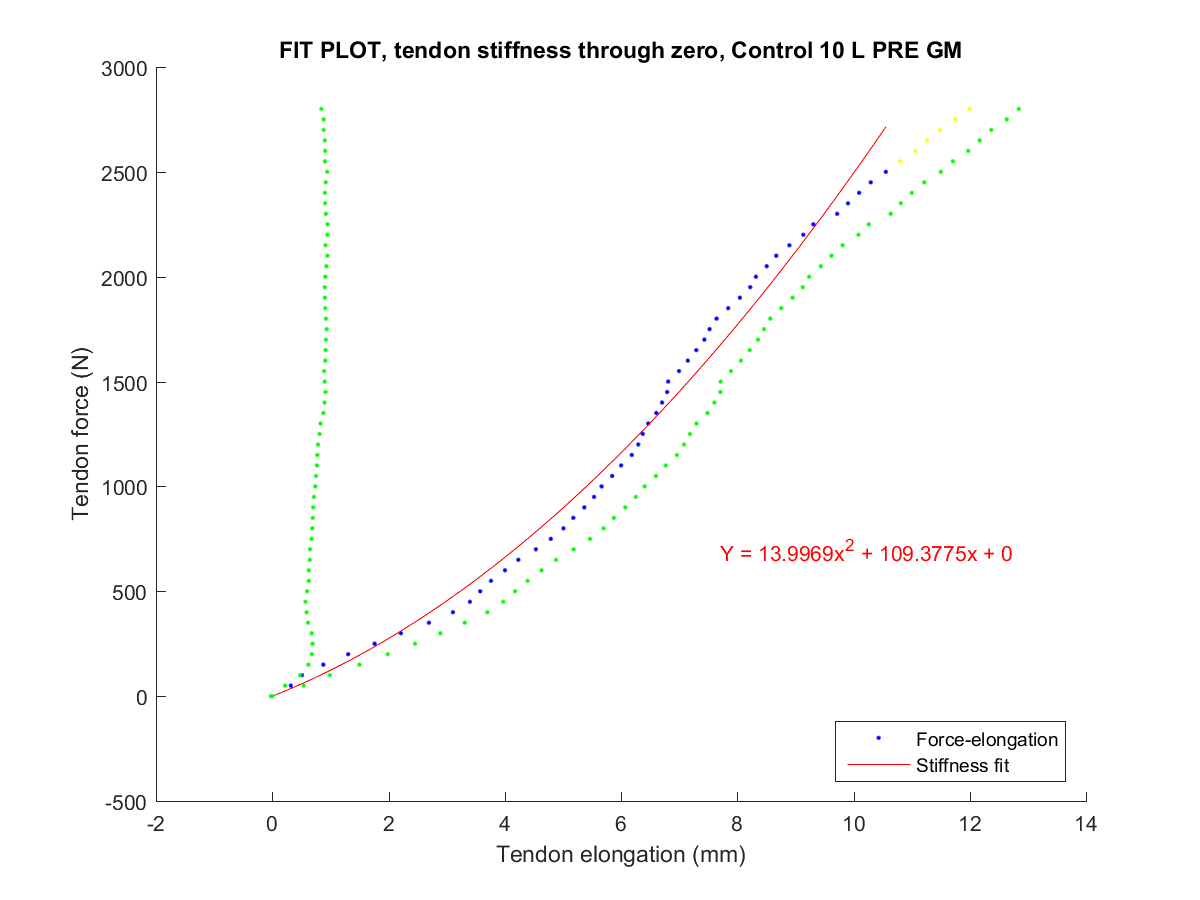 FIT PLOT, tendon stiffness through zero, Control 10 L PRE GM
3000
2500
2000
1500
1000
500
0
-500
Tendon force (N)
Y = 13.9969x² + 109.3775x + 0
Force-elongation
Stiffness fit
-2 0 2 4 6 8 10 12 14
Tendon elongation (mm)